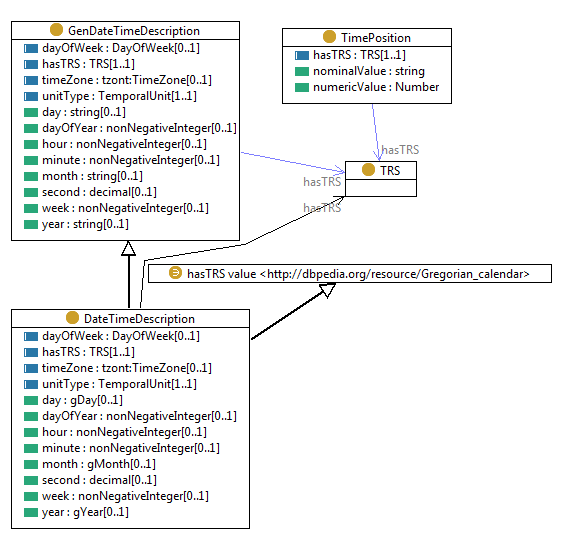 GenDateTimeDescription
dayOfWeek : DayOfWeek[0..1]
hasTRS : TRS[1..1]
timeZone : tzont:TimeZone[0..1]
unitType : TemporalUnit[1..1]
day : string[0..1]
dayOfYear : nonNegativeInteger[0..1]
hour : nonNegativeInteger[0..1]
minute : nonNegativeInteger[0..1]
month : string[0..1]
second : decimal[0..1]
week : nonNegativeInteger[0..1]
year : string[0..1]
TimePosition
hasTRS : TRS[1..1]
nominalValue : string
numericValue : Number
hasTRS
TRS
hasTRS
hasTRS
hasTRS value <http://dbpedia.org/resource/Gregorian_calendar>
DateTimeDescription
dayOfWeek : DayOfWeek[0..1]
hasTRS : TRS[1..1]
timeZone : tzont:TimeZone[0..1]
unitType : TemporalUnit[1..1]
day : gDay[0..1]
dayOfYear : nonNegativeInteger[0..1]
hour : nonNegativeInteger[0..1]
minute : nonNegativeInteger[0..1]
month : gMonth[0..1]
second : decimal[0..1]
week : nonNegativeInteger[0..1]
year : gYear[0..1]